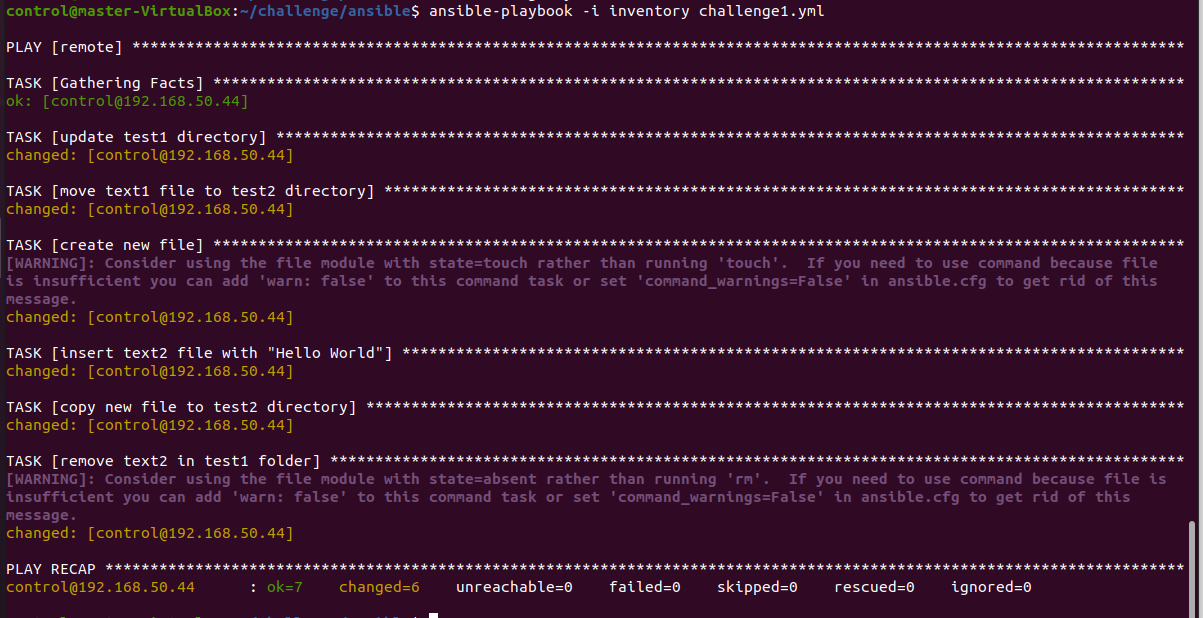 control@master-VirtualBox:~/challenge/ansible$ ansible-playbook -i inventory challenge1.yml
PLAY [remote] *********************************************************************************************************************
TASK [Gathering Facts] ************************************************************************************************************
ok: [control@192.168.50.44]
TASK [update test1 directory] *****************************************************************************************************
changed: [control@192.168.50.44]
TASK [move text1 file to test2 directory] *****************************************************************************************
changed: [control@192.168.50.44]
TASK [create new file] ************************************************************************************************************
[WARNING]: Consider using the file module with state=touch rather than running 'touch'.  If you need to use command because file
is insufficient you can add 'warn: false' to this command task or set 'command_warnings=False' in ansible.cfg to get rid of this
message.
changed: [control@192.168.50.44]
TASK [insert text2 file with "Hello World"] ***************************************************************************************
changed: [control@192.168.50.44]
TASK [copy new file to test2 directory] *******************************************************************************************
changed: [control@192.168.50.44]
TASK [remove text2 in test1 folder] ***********************************************************************************************
[WARNING]: Consider using the file module with state=absent rather than running 'rm'.  If you need to use command because file is
insufficient you can add 'warn: false' to this command task or set 'command_warnings=False' in ansible.cfg to get rid of this
message.
changed: [control@192.168.50.44]
PLAY RECAP ************************************************************************************************************************
control@192.168.50.44      : ok=7    changed=6    unreachable=0    failed=0    skipped=0    rescued=0    ignored=0